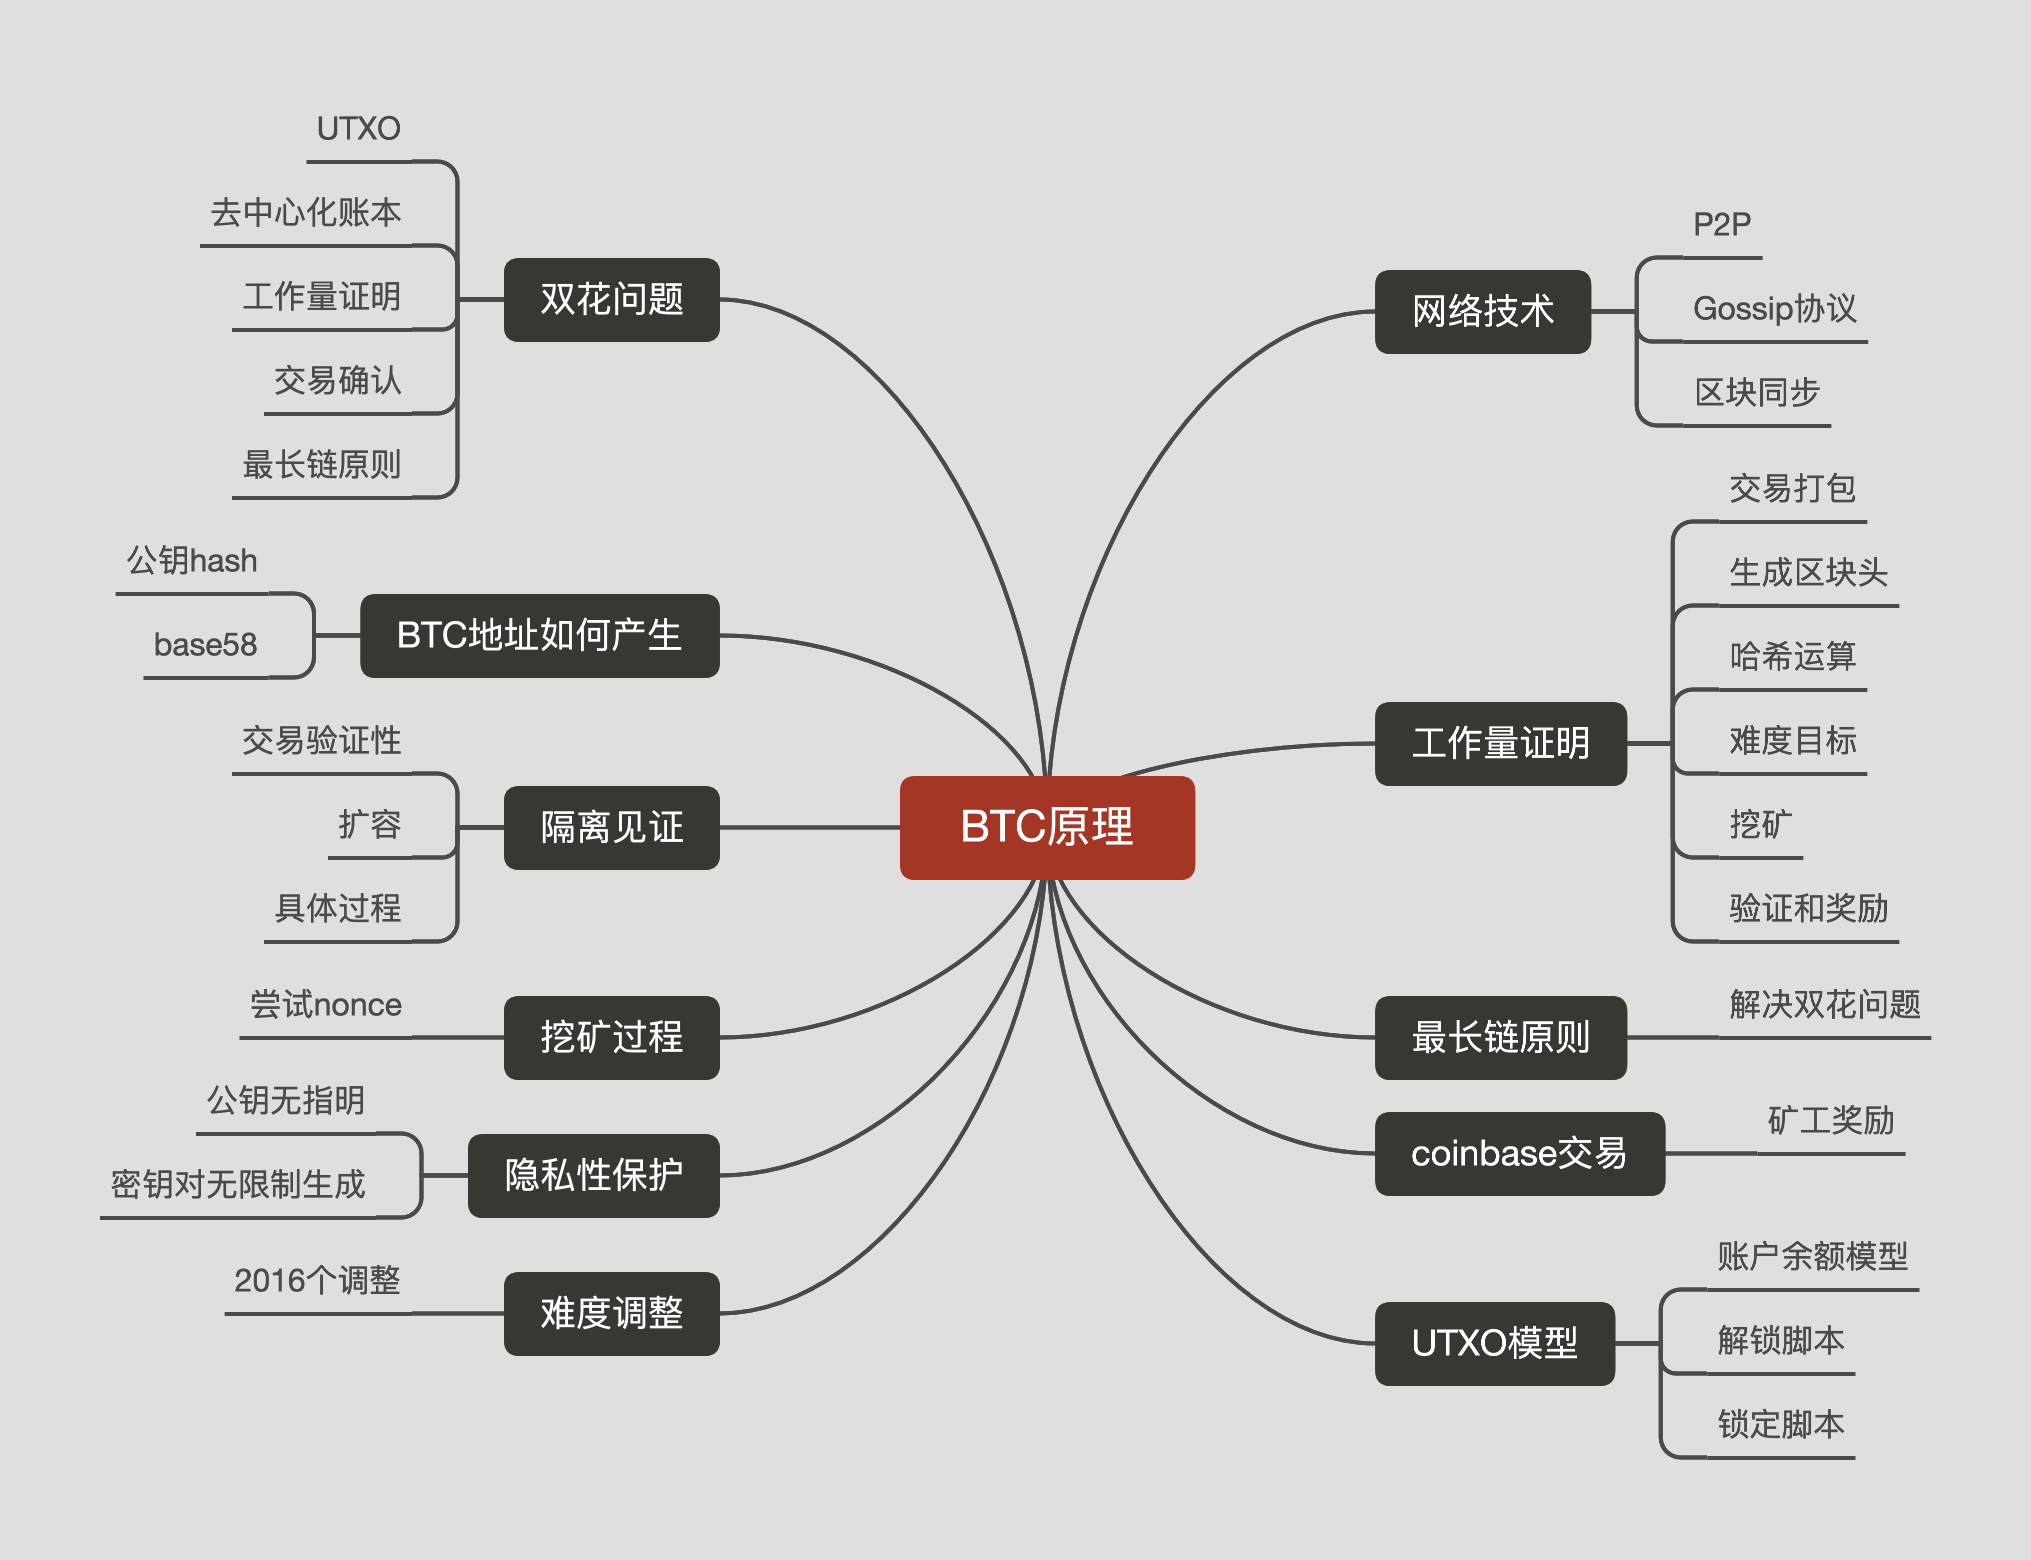 BTC原理
网络技术
P2P
Gossip协议
区块同步
工作量证明
交易打包
生成区块头
哈希运算
难度目标
挖矿
验证和奖励
最长链原则
解决双花问题
coinbase交易
矿工奖励
UTXO模型
账户余额模型
解锁脚本
锁定脚本
双花问题
UTXO
去中心化账本
工作量证明
交易确认
最长链原则
BTC地址如何产生
公钥hash
base58
隔离见证
交易验证性
扩容
具体过程
挖矿过程
尝试nonce
隐私性保护
公钥无指明
密钥对无限制生成
难度调整
2016个调整